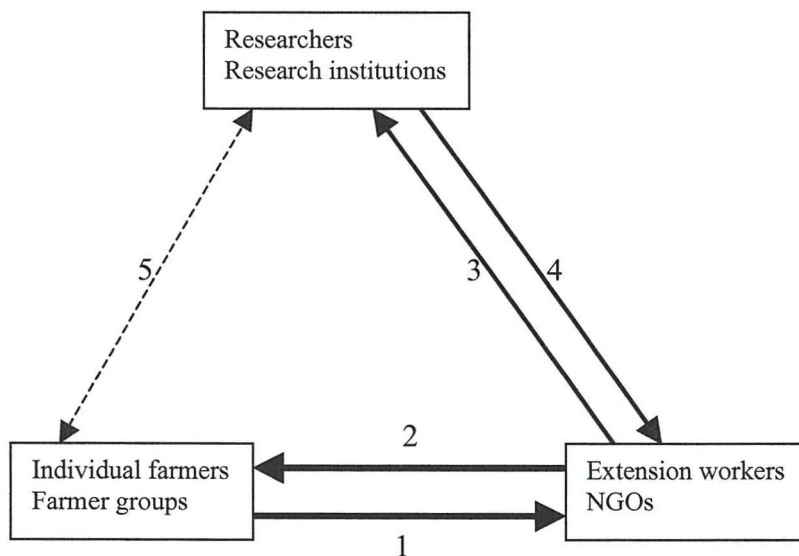 Researchers
Research institutions
5
3
4
2
Individual farmers
Farmer groups
Extension workers
NGOs
1